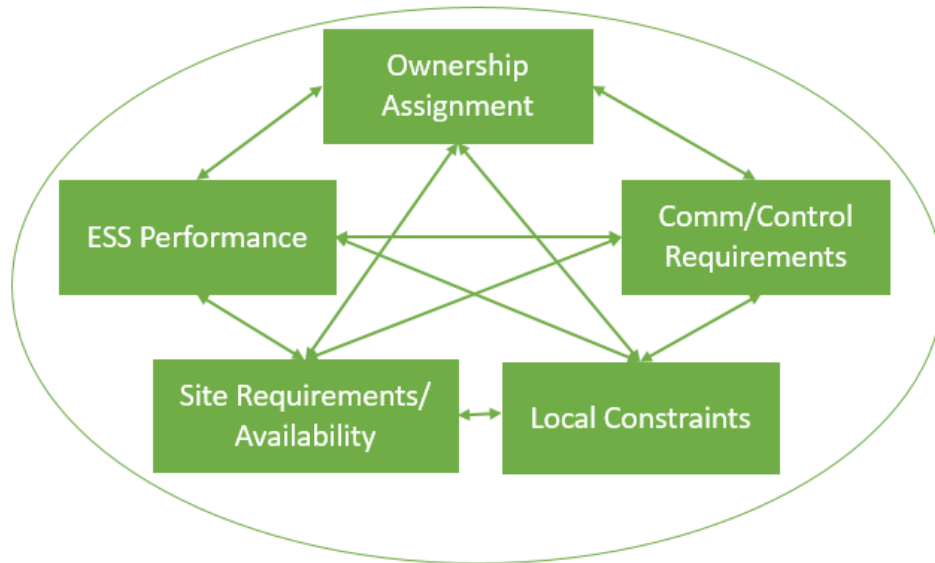 Ownership
Assignment
ESS Performance
Comm/Control
Requirements
Site Requirements/
Availability
Local Constraints